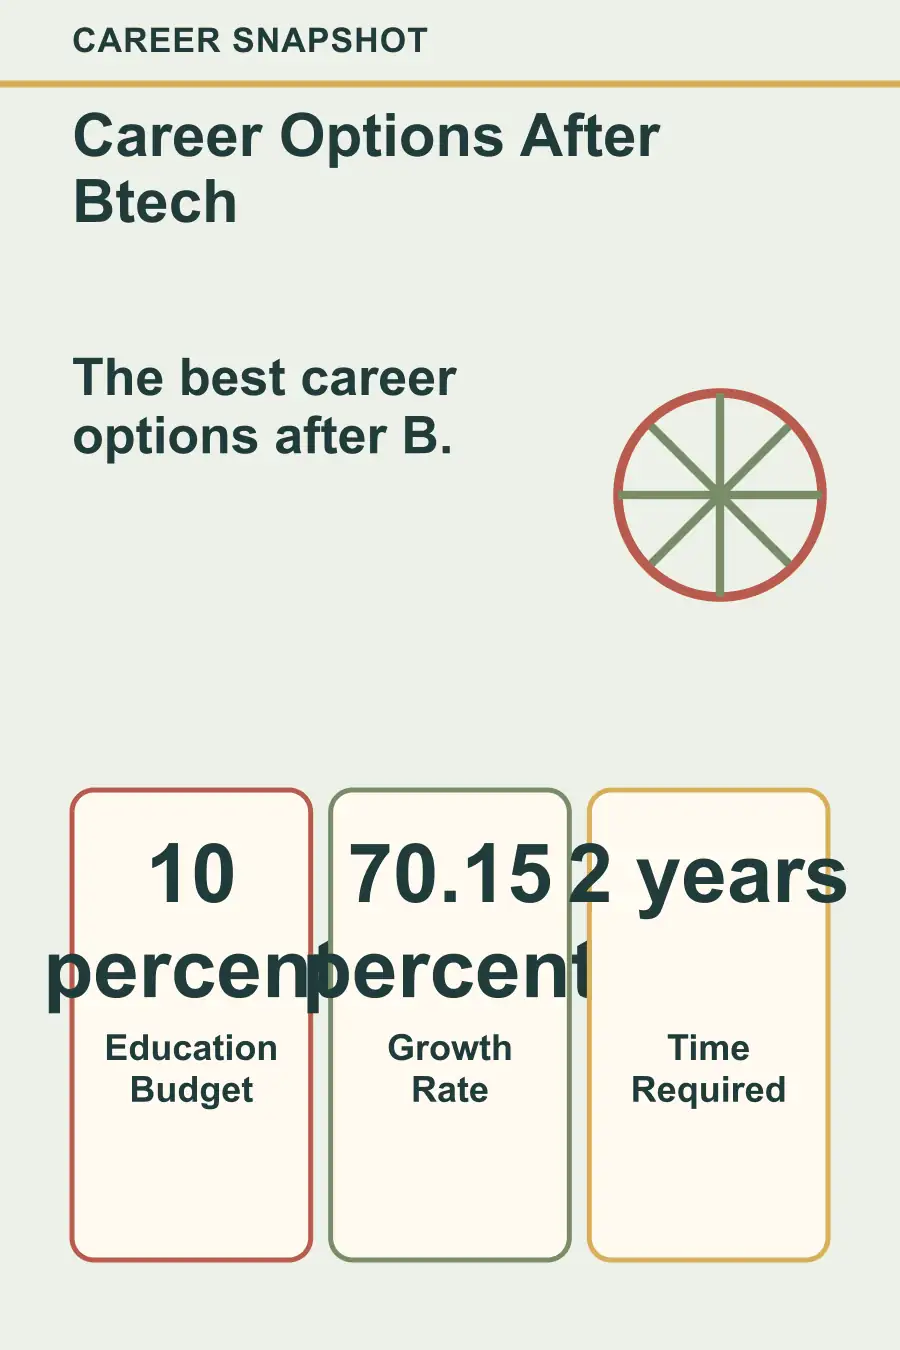 CAREER SNAPSHOT
Career Options After
Btech
The best career
options after B.
10
percent
Education
Budget
70.15
percent
Growth
Rate
2 years
Time
Required